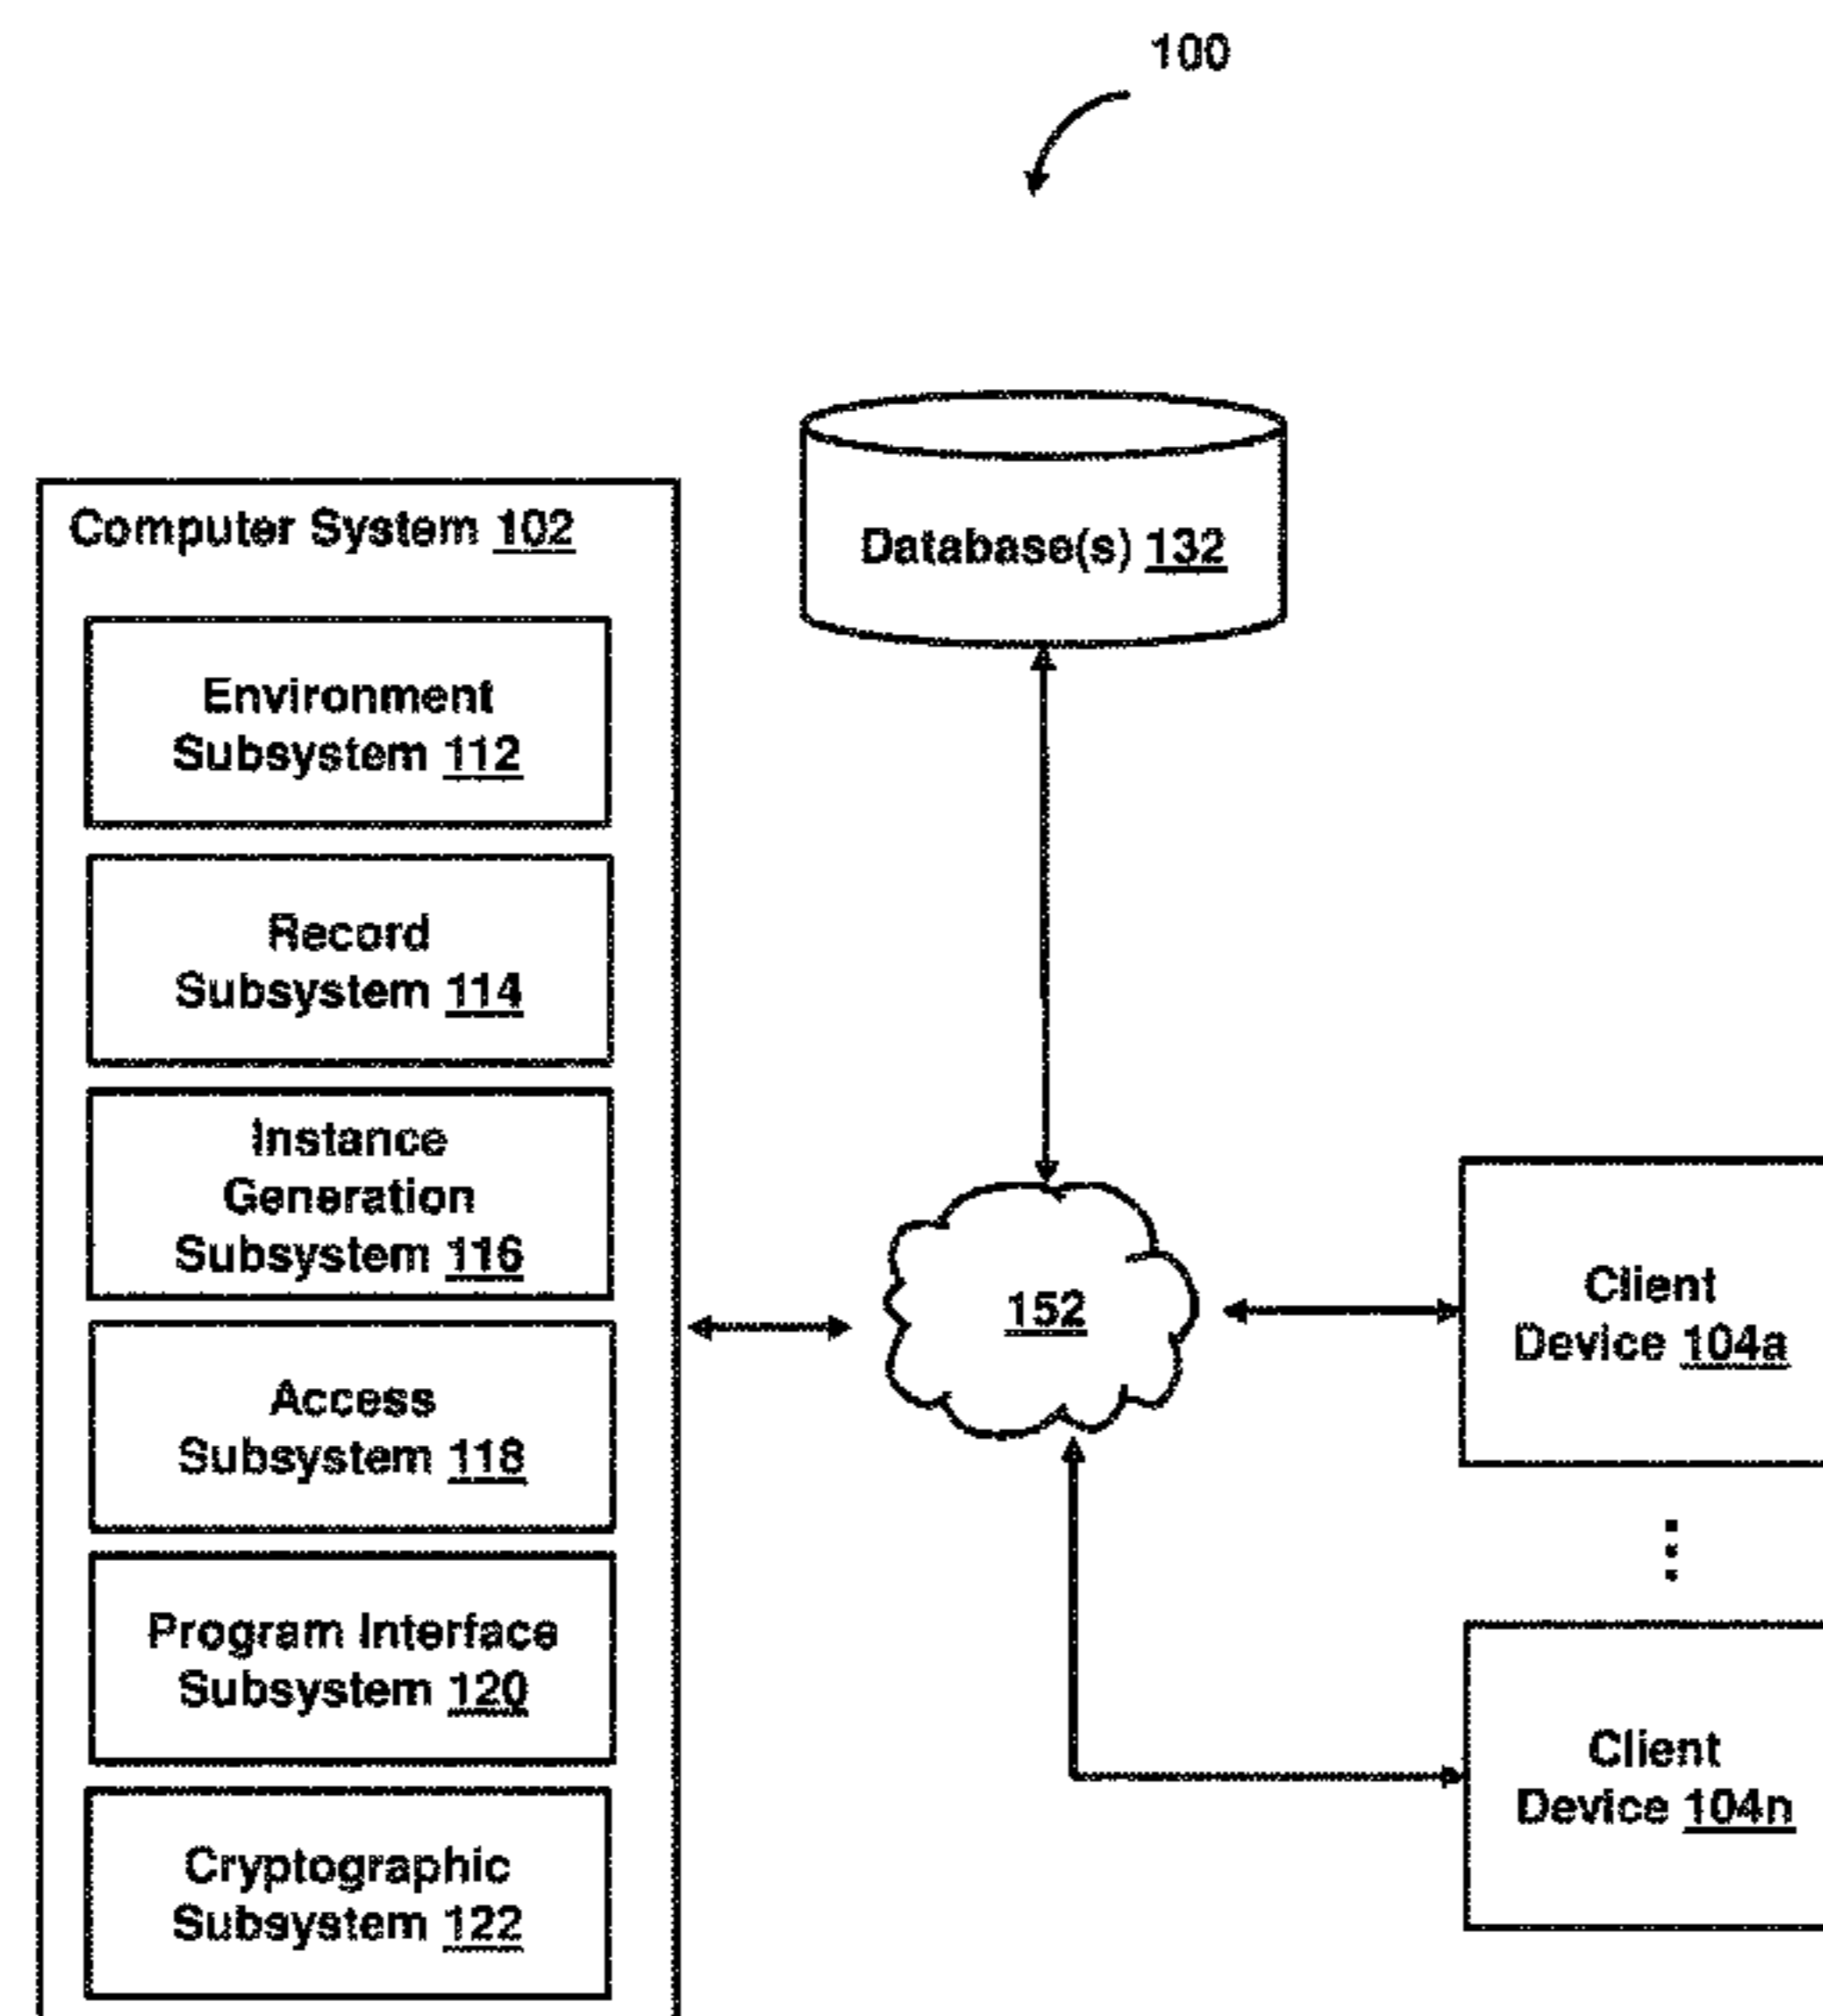 100
Database(s) 132
Computer System 102
Environment
Subsystem 112
Record
Subsystem 114
Instance
Generation
Subsystem 116
Access
Subsystem 118
Program Interface
Subsystem 120
Cryptographic
Subsystem 122
152
Client
Device 104a
Client
Device 104n